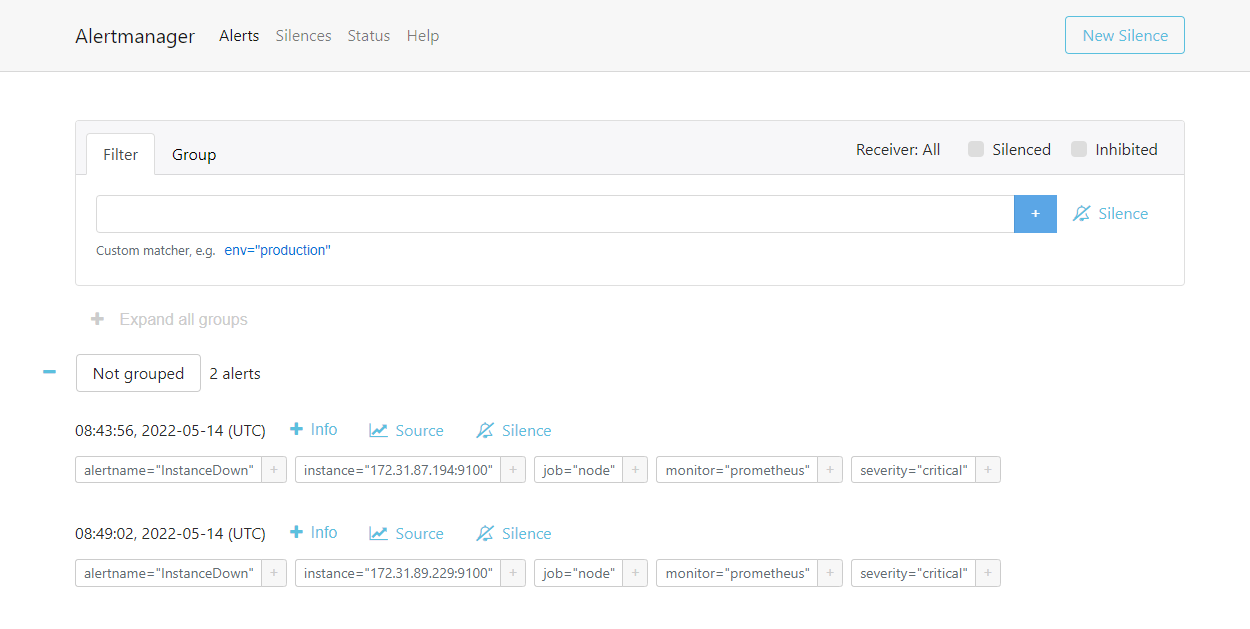 Alertmanager Alerts Silences Status Help New Silence
Filter Group Receiver: All Silenced Inhibited
+ Silence
Custom matcher, e.g. env="production"
+ Expand all groups
Not grouped 2 alerts
08:43:56, 2022-05-14 (UTC) + Info Source Silence
alertname="InstanceDown" + instance="172.31.87.194:9100" + job="node" + monitor="prometheus" + severity="critical" +
08:49:02, 2022-05-14 (UTC) + Info Source Silence
alertname="InstanceDown" + instance="172.31.89.229:9100" + job="node" + monitor="prometheus" + severity="critical" +